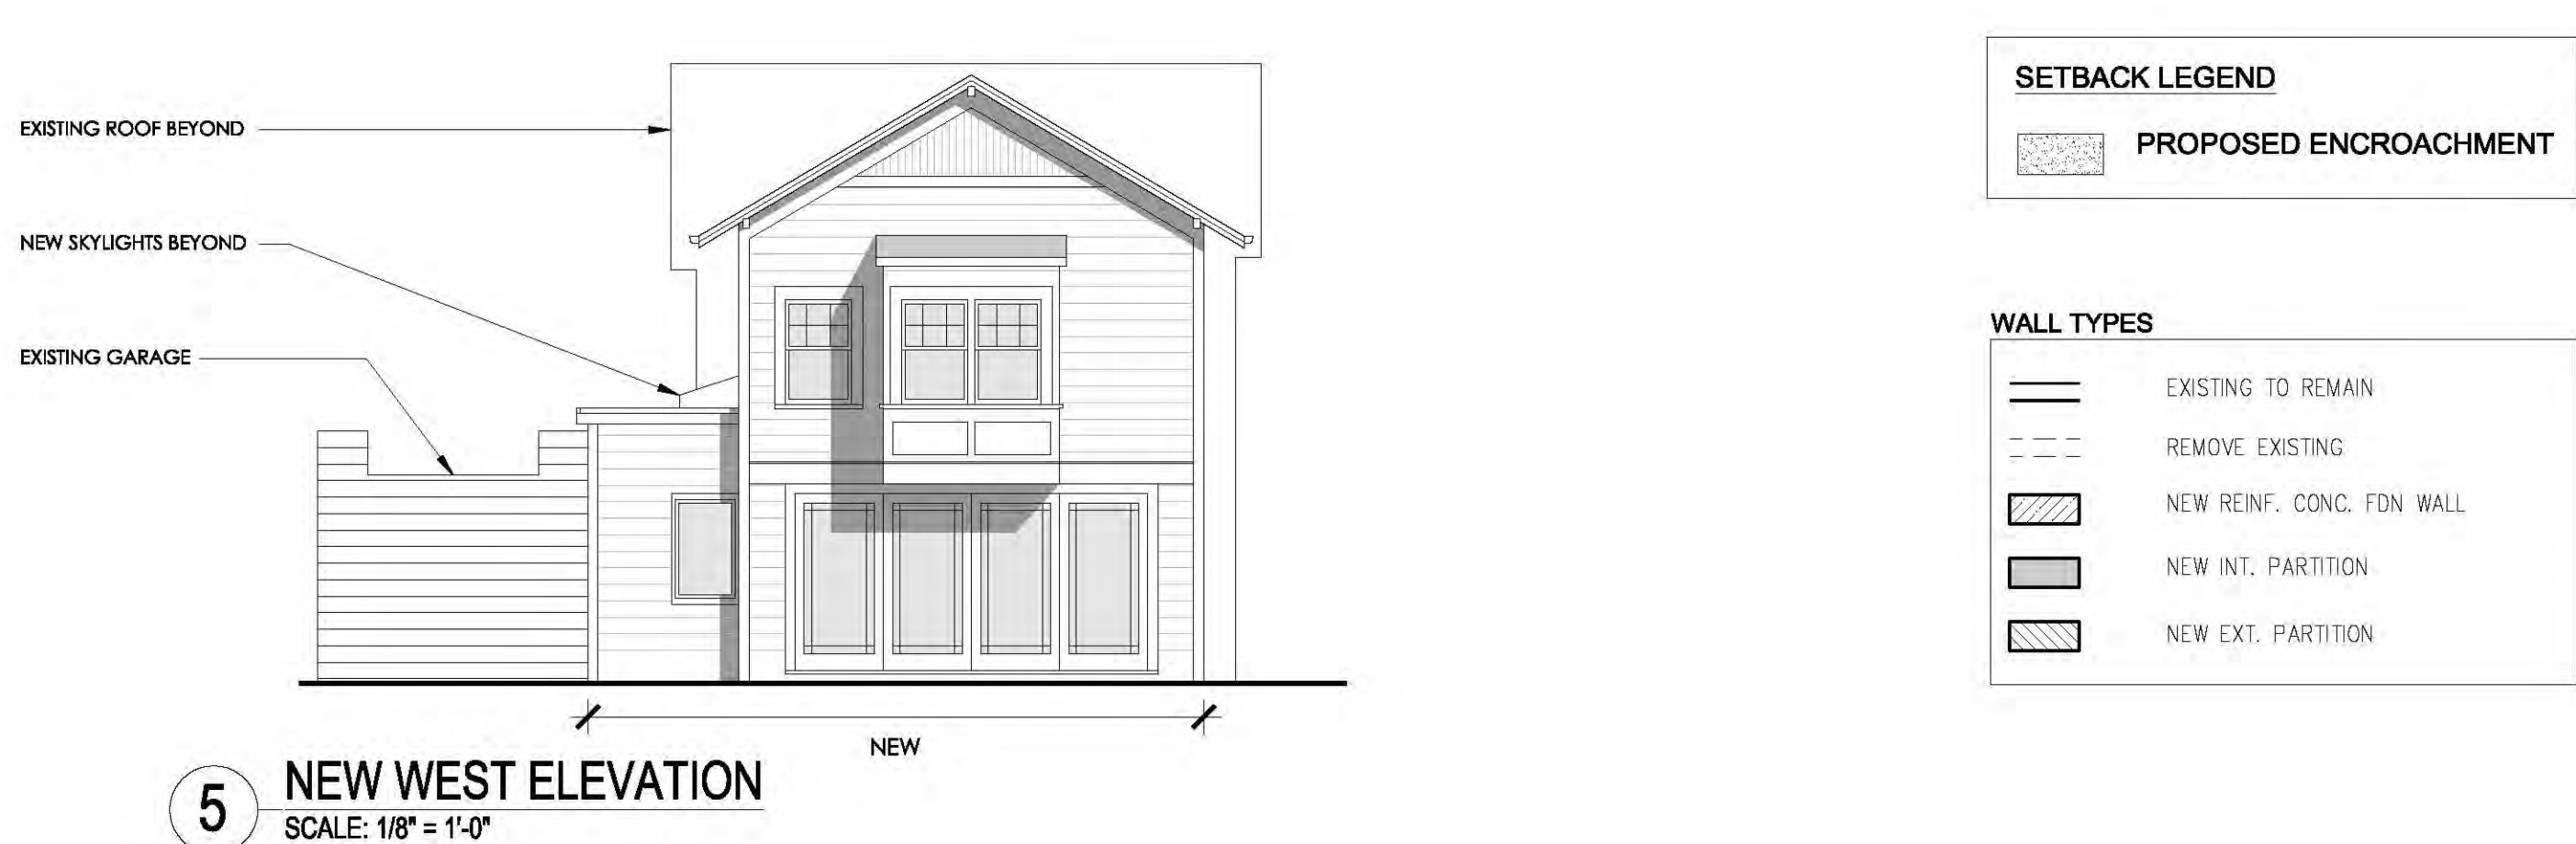 EXISTING ROOF BEYOND
NEW SKYLIGHTS BEYOND
EXISTING GARAGE
NEW
5
NEW WEST ELEVATION
SCALE: 1/8" = 1'-0"
SETBACK LEGEND
PROPOSED ENCROACHMENT
WALL TYPES
EXISTING TO REMAIN
REMOVE EXISTING
NEW REINF. CONC. FDN WALL
NEW INT. PARTITION
NEW EXT. PARTITION